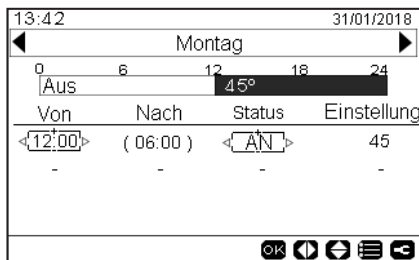 13:42 31/01/2018
Montag
0 6 12 18 24
Aus 45º
Von Nach Status Einstellung
12:00 ( 06:00 ) AN 45
- - - -
OK